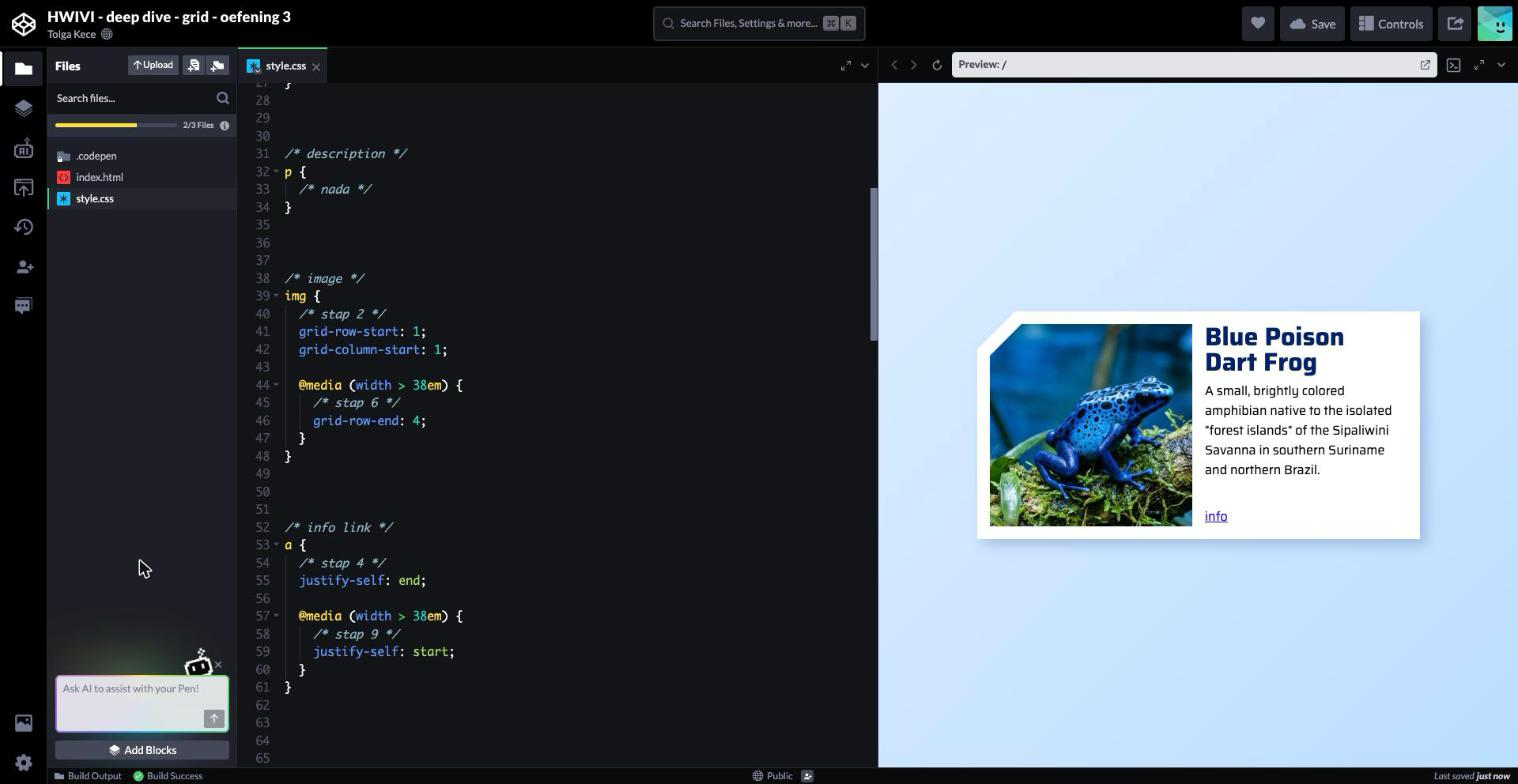 HWIVI - deep dive - grid - oefening 3
Tolga Kece
Search Files, Settings & more... ⌘ K
Save
Controls
Files
Upload
style.css
Preview: /
Search files...
2/3 Files
.codepen
index.html
style.css
27 }
28
29
30
31 /* description */
32 p {
33 /* nada */
34 }
35
36
37
38 /* image */
39 img {
40 /* stap 2 */
41 grid-row-start: 1;
42 grid-column-start: 1;
43
44 @media (width > 38em) {
45 /* stap 6 */
46 grid-row-end: 4;
47 }
48 }
49
50
51
52 /* info link */
53 a {
54 /* stap 4 */
55 justify-self: end;
56
57 @media (width > 38em) {
58 /* stap 9 */
59 justify-self: start;
60 }
61 }
62
63
64
65
Blue Poison
Dart Frog
A small, brightly colored
amphibian native to the isolated
"forest islands" of the Sipaliwini
Savanna in southern Suriname
and northern Brazil.
info
AI
Ask AI to assist with your Pen!
Add Blocks
Build Output
Build Success
Public
Last saved just now